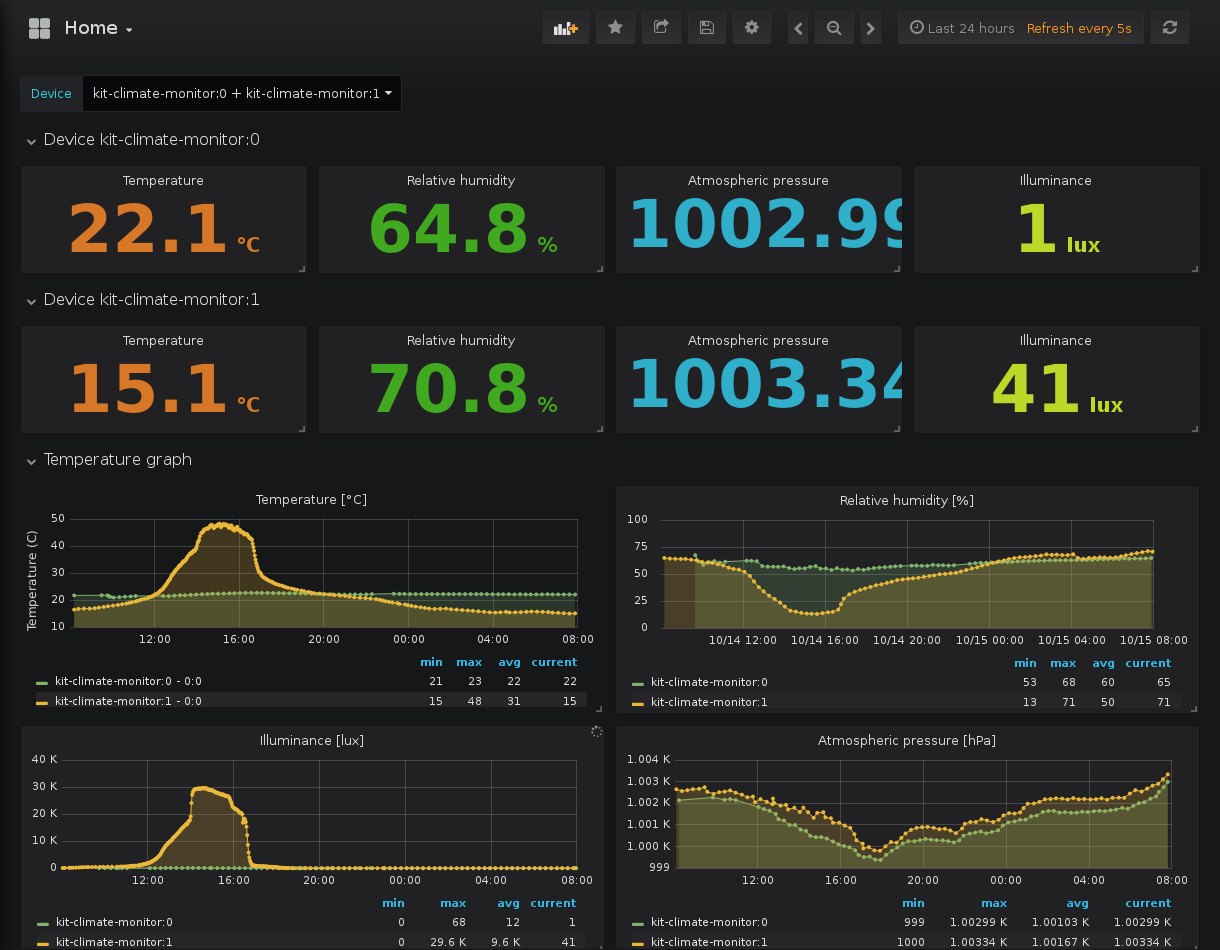 Home
Last 24 hours Refresh every 5s
Device kit-climate-monitor:0 + kit-climate-monitor:1
Device kit-climate-monitor:0
Temperature Relative humidity Atmospheric pressure Illuminance
22.1 °C 64.8 % 1002.99 1 lux
Device kit-climate-monitor:1
Temperature Relative humidity Atmospheric pressure Illuminance
15.1 °C 70.8 % 1003.34 41 lux
Temperature graph
Temperature [°C]
Temperature (C)
50
40
30
20
10
12:00 16:00 20:00 00:00 04:00 08:00
min max avg current
kit-climate-monitor:0 - 0:0 21 23 22 22
kit-climate-monitor:1 - 0:0 15 48 31 15
Relative humidity [%]
100
75
50
25
0
10/14 12:00 10/14 16:00 10/14 20:00 10/15 00:00 10/15 04:00 10/15 08:00
min max avg current
kit-climate-monitor:0 53 68 60 65
kit-climate-monitor:1 13 71 50 71
Illuminance [lux]
40 K
30 K
20 K
10 K
0
12:00 16:00 20:00 00:00 04:00 08:00
min max avg current
kit-climate-monitor:0 0 68 12 1
kit-climate-monitor:1 0 29.6 K 9.6 K 41
Atmospheric pressure [hPa]
1.004 K
1.003 K
1.002 K
1.001 K
1.000 K
999
12:00 16:00 20:00 00:00 04:00 08:00
min max avg current
kit-climate-monitor:0 999 1.00299 K 1.00103 K 1.00299 K
kit-climate-monitor:1 1000 1.00334 K 1.00167 K 1.00334 K